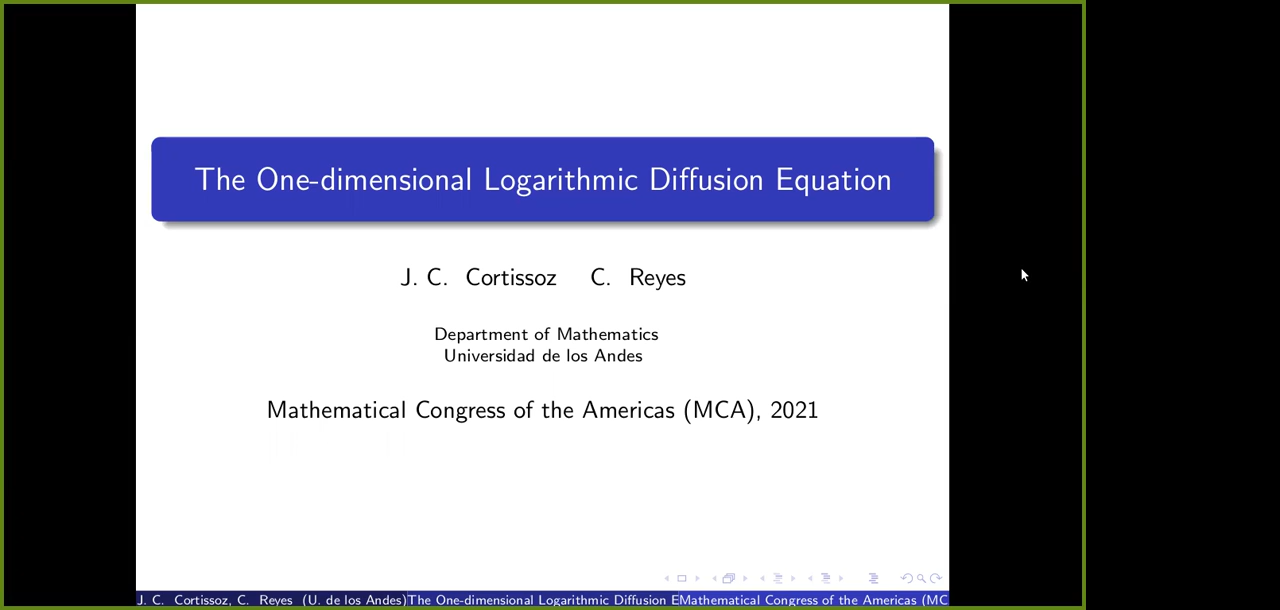 The One-dimensional Logarithmic Diffusion Equation
J. C. Cortissoz C. Reyes
Department of Mathematics
Universidad de los Andes
Mathematical Congress of the Americas (MCA), 2021
J. C. Cortissoz, C. Reyes (U. de los Andes)The One-dimensional Logarithmic Diffusion EMathematical Congress of the Americas (MC